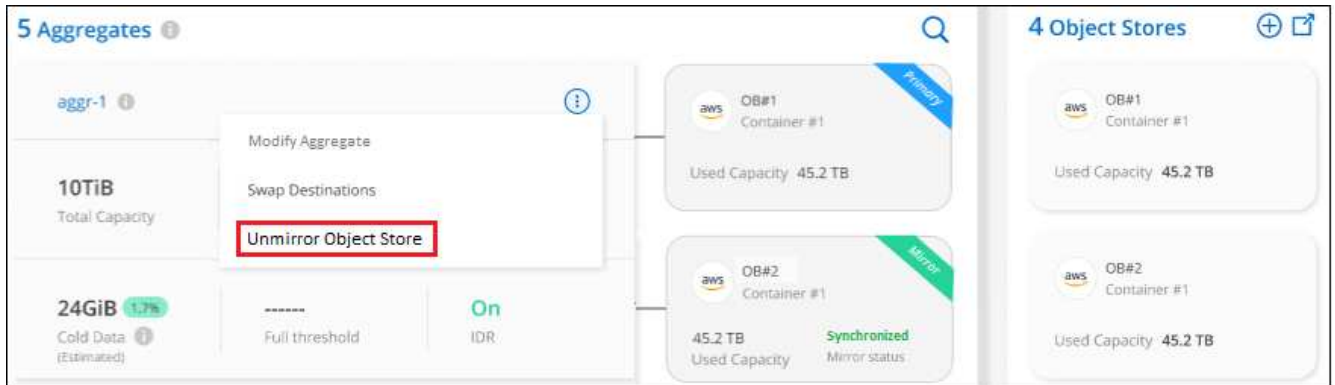 5 Aggregates
4 Object Stores
aggr-1
Modify Aggregate
Swap Destinations
Unmirror Object Store
10TiB
Total Capacity
24GiB 1.7%
Cold Data
(Estimated)
------
Full threshold
On
IDR
Primary
aws
OB#1
Container #1
Used Capacity 45.2 TB
Mirror
aws
OB#2
Container #1
45.2 TB
Used Capacity
Synchronized
Mirror status
aws
OB#1
Container #1
Used Capacity 45.2 TB
aws
OB#2
Container #1
Used Capacity 45.2 TB